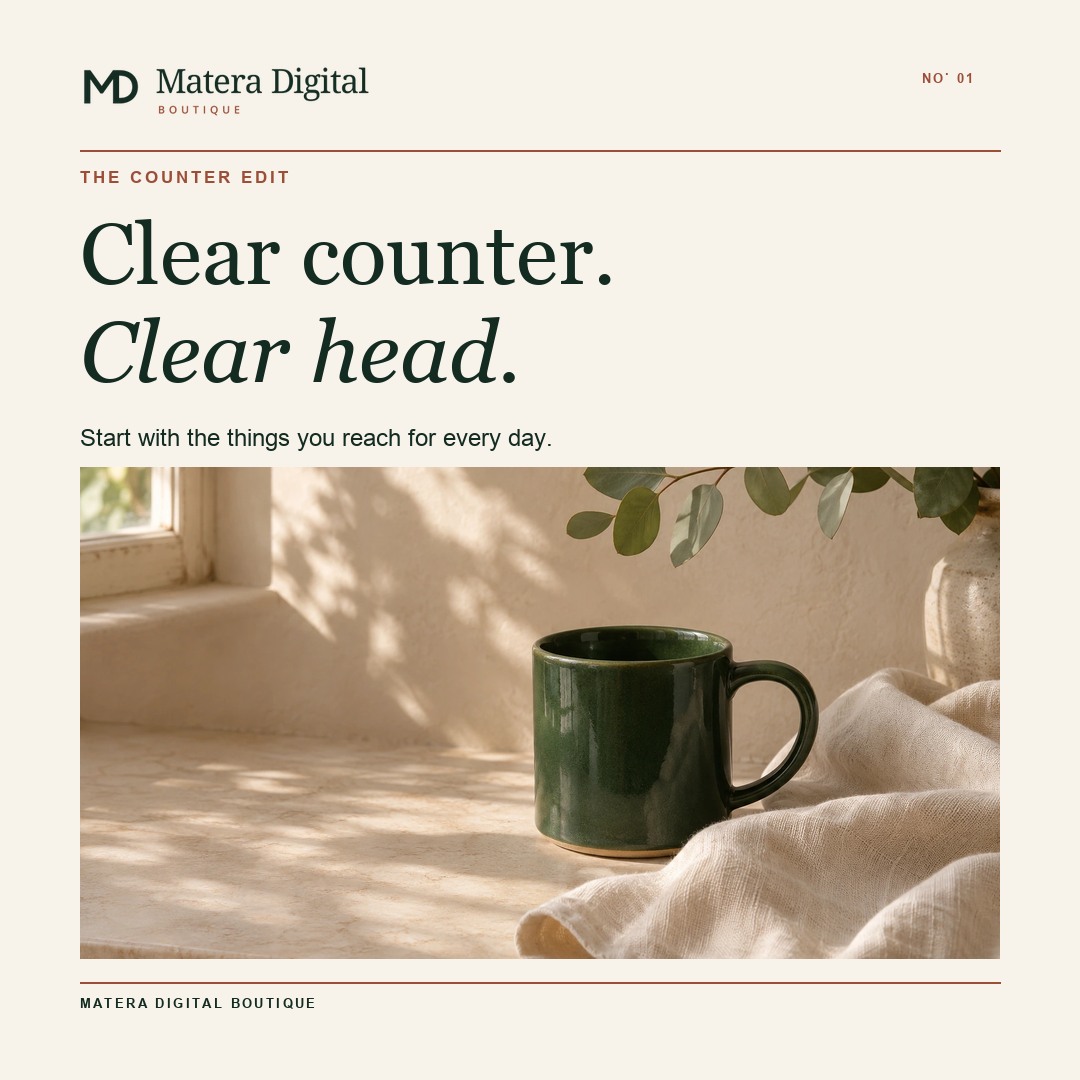 MD Matera Digital
BOUTIQUE
NO˙ 01
THE COUNTER EDIT
Clear counter.
Clear head.
Start with the things you reach for every day.
MATERA DIGITAL BOUTIQUE